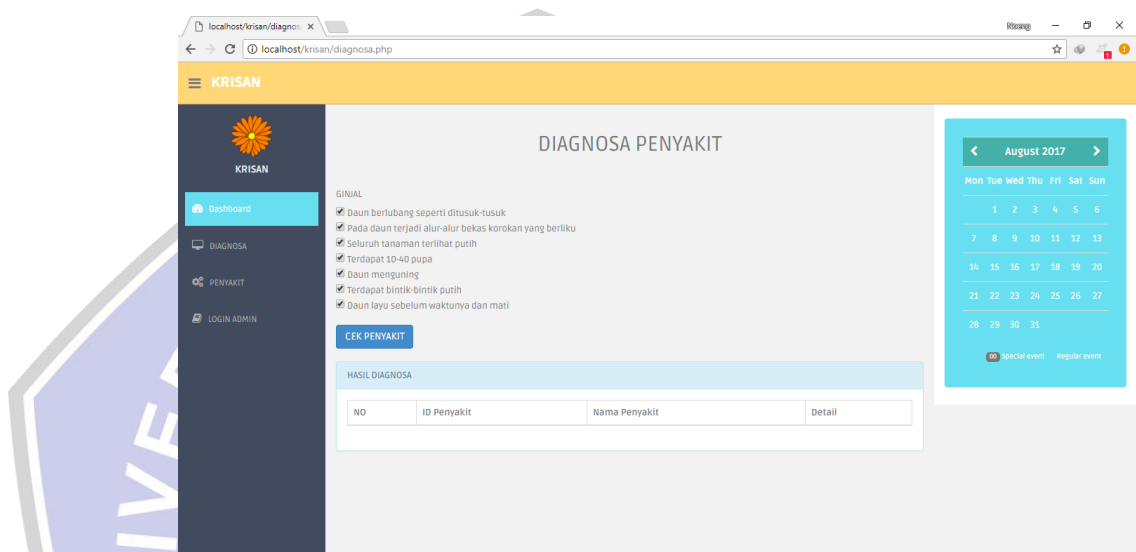 localhost/krisan/diagnos
Noeng
localhost/krisan/diagnosa.php
KRISAN
KRISAN
Dashboard
DIAGNOSA
PENYAKIT
LOGIN ADMIN
DIAGNOSA PENYAKIT
GINJAL
Daun berlubang seperti ditusuk-tusuk
Pada daun terjadi alur-alur bekas korokan yang berliku
Seluruh tanaman terlihat putih
Terdapat 10-40 pupa
Daun menguning
Terdapat bintik-bintik putih
Daun layu sebelum waktunya dan mati
CEK PENYAKIT
HASIL DIAGNOSA
NO ID Penyakit Nama Penyakit Detail
August 2017
Mon Tue Wed Thu Fri Sat Sun
1 2 3 4 5 6
7 8 9 10 11 12 13
14 15 16 17 18 19 20
21 22 23 24 25 26 27
28 29 30 31
00 Special event Regular event